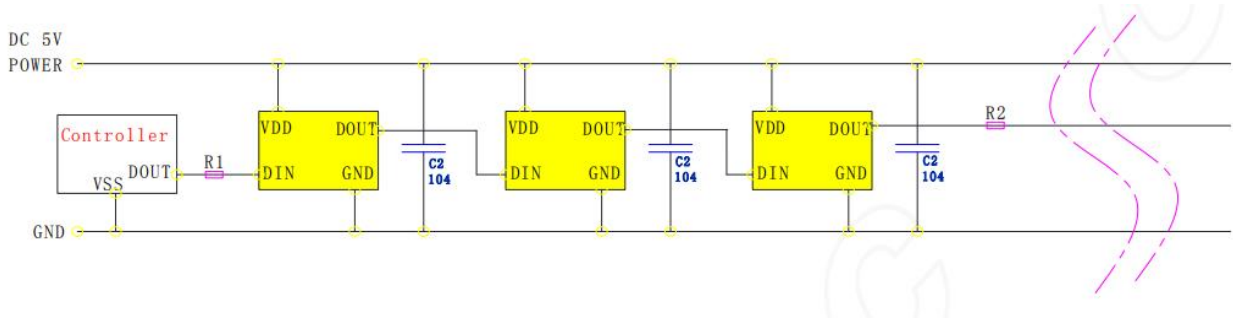 DC 5V
POWER
Controller
DOUT
VSS
R1
VDD
DOUT
DIN
GND
C2
104
VDD
DOUT
DIN
GND
C2
104
VDD
DOUT
DIN
GND
C2
104
R2
GND